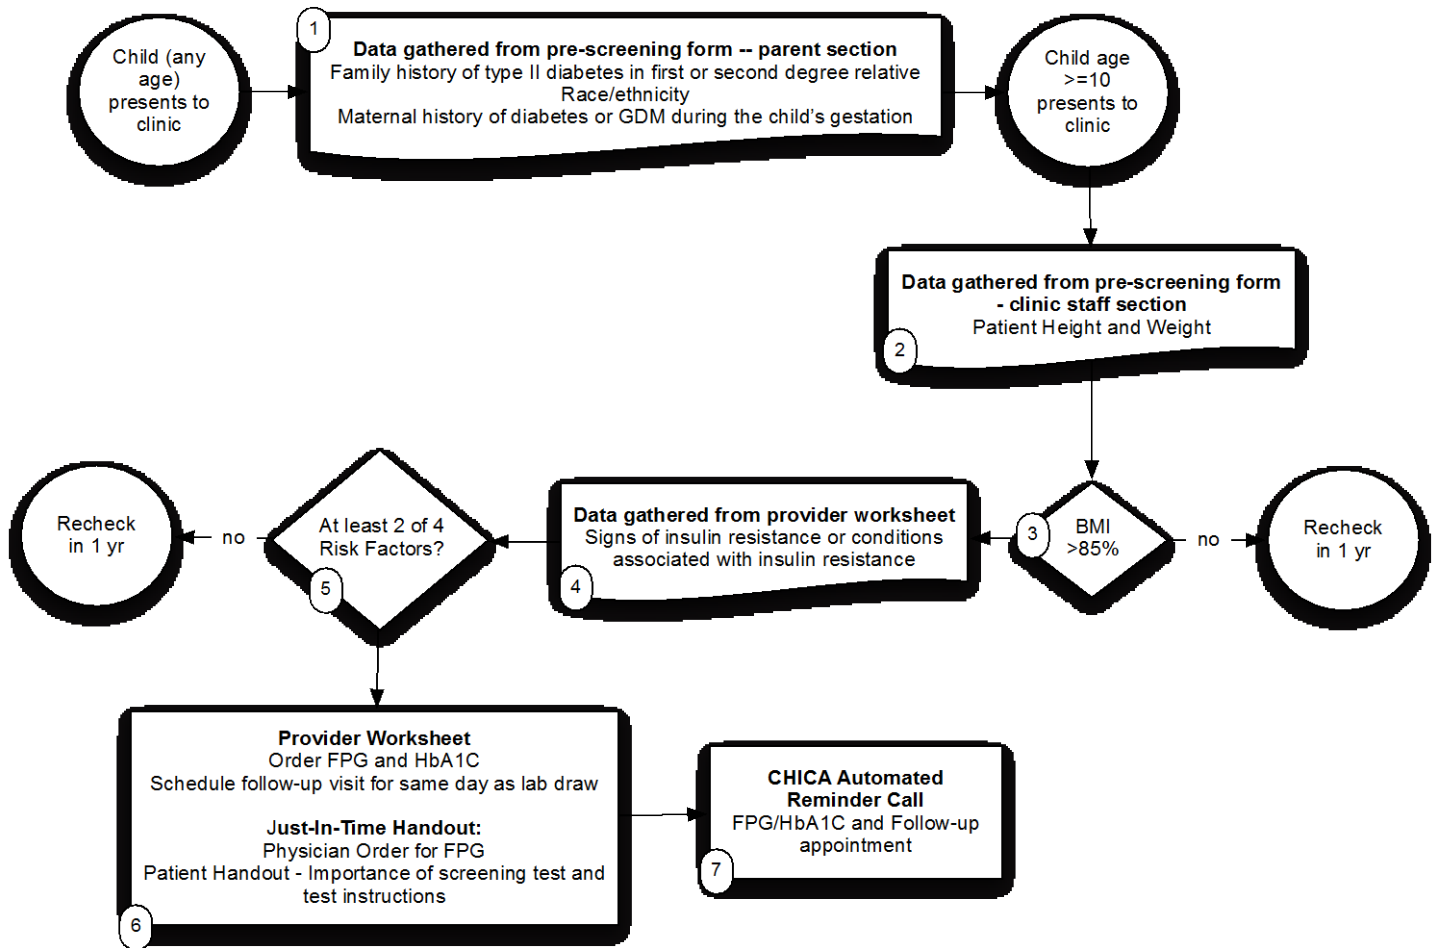 Child (any
age)
presents to
clinic
1
Data gathered from pre-screening form -- parent section
Family history of type II diabetes in first or second degree relative
Race/ethnicity
Maternal history of diabetes or GDM during the child's gestation
Child age
>=10
presents to
clinic
Data gathered from pre-screening form
- clinic staff section
Patient Height and Weight
2
3
BMI
>85%
no
Recheck
in 1 yr
Data gathered from provider worksheet
Signs of insulin resistance or conditions
associated with insulin resistance
4
At least 2 of 4
Risk Factors?
5
no
Recheck
in 1 yr
Provider Worksheet
Order FPG and HbA1C
Schedule follow-up visit for same day as lab draw
Just-In-Time Handout:
Physician Order for FPG
Patient Handout - Importance of screening test and
test instructions
6
CHICA Automated
Reminder Call
FPG/HbA1C and Follow-up
appointment
7